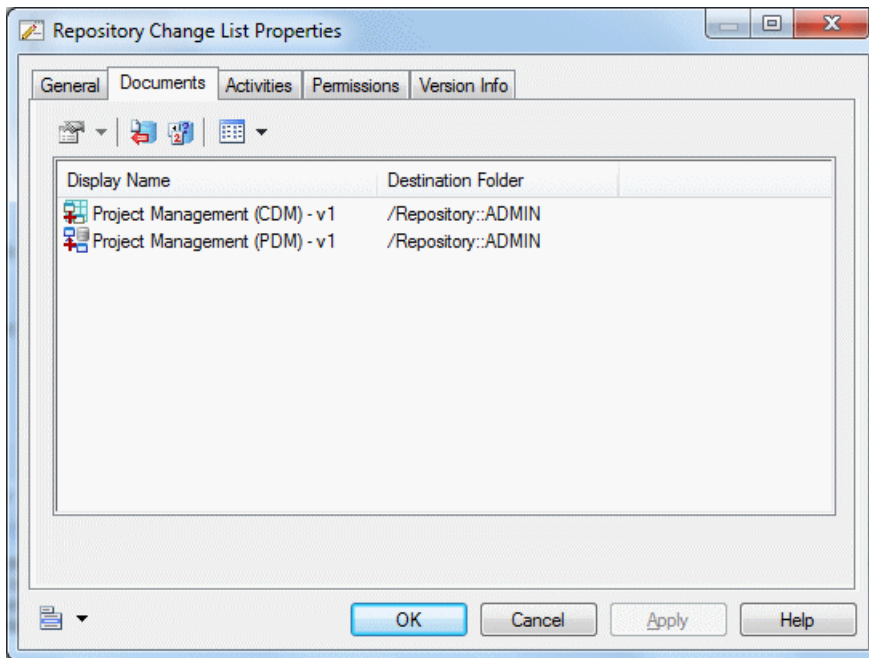 Repository Change List Properties
General Documents Activities Permissions Version Info
Display Name Destination Folder
Project Management (CDM) - v1 /Repository::ADMIN
Project Management (PDM) - v1 /Repository::ADMIN
OK Cancel Apply Help